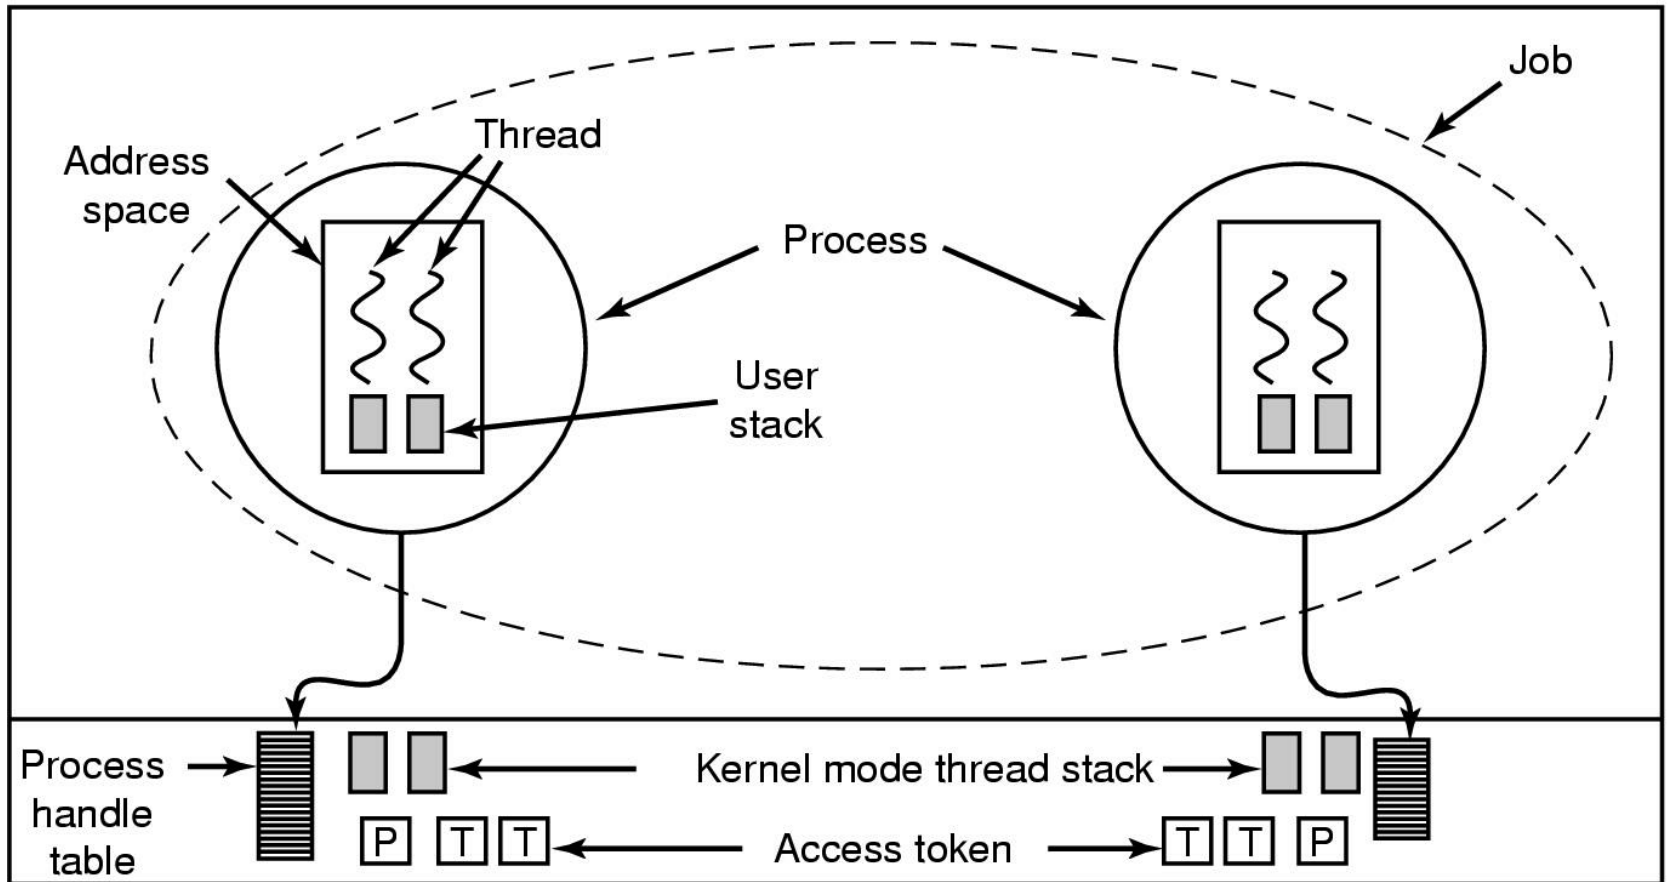 Job
Thread
Address
space
Process
User
stack
Process
handle
table
Kernel mode thread stack
P T T
Access token
T T P